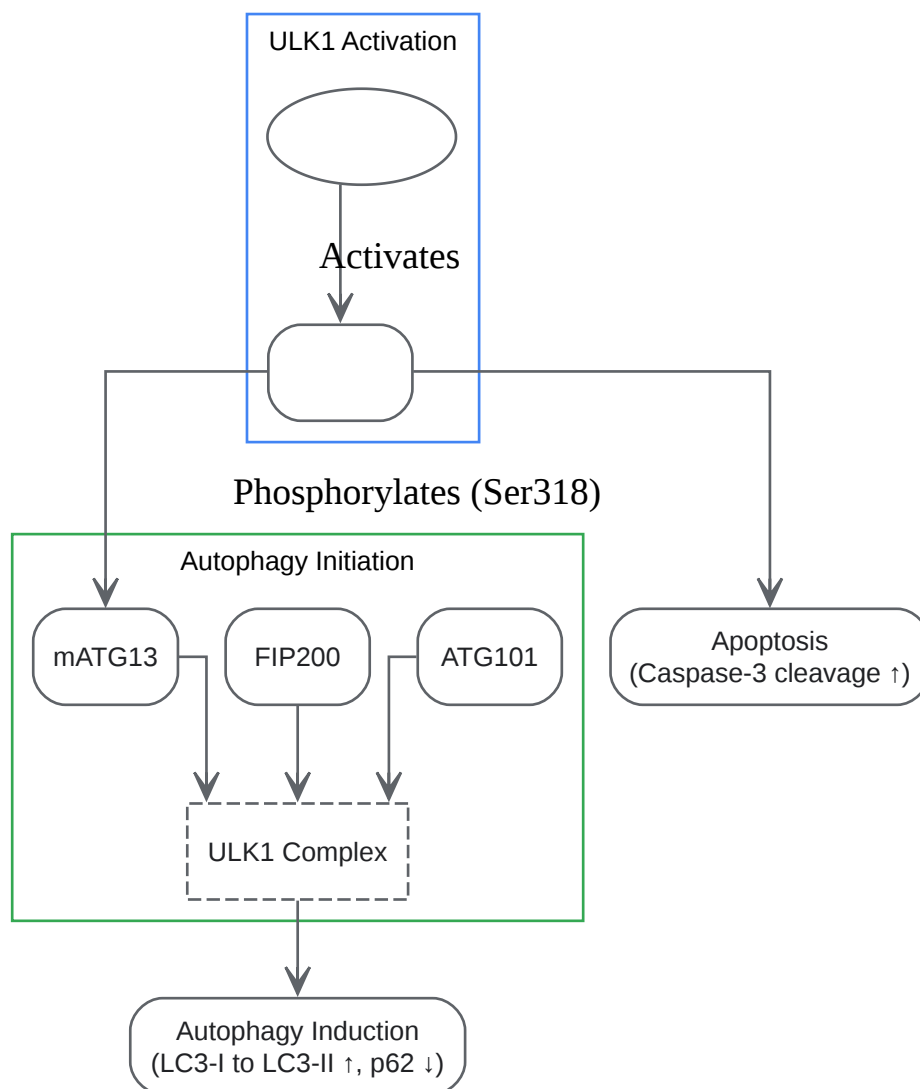 ULK1 Activation
Activates
Phosphorylates (Ser318)
Autophagy Initiation
mATG13
FIP200
ATG101
Apoptosis
(Caspase-3 cleavage ↑)
ULK1 Complex
Autophagy Induction
(LC3-I to LC3-II ↑, p62 ↓)